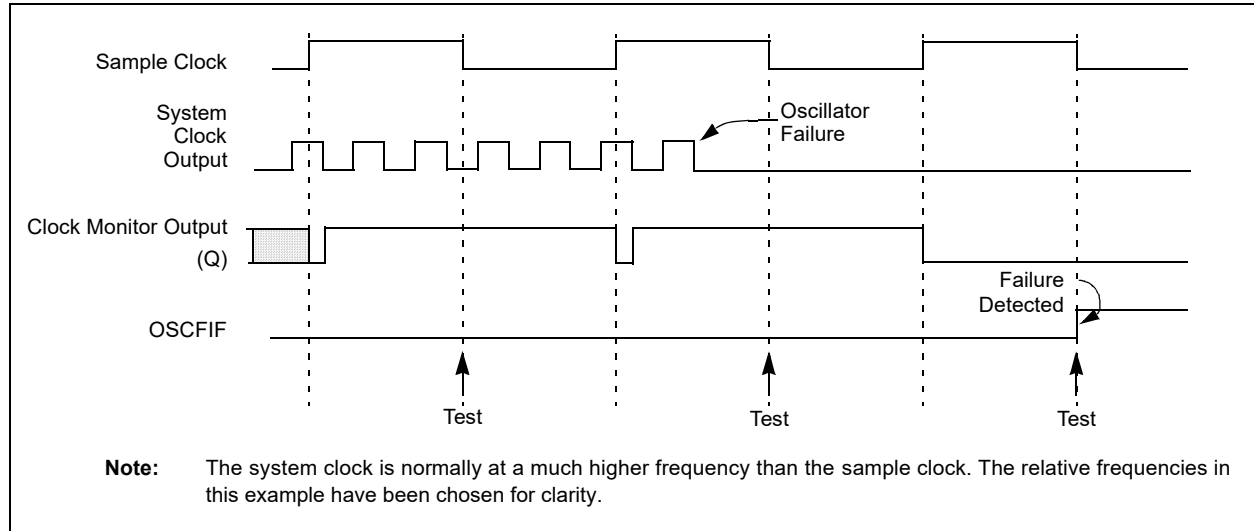 Sample Clock
System
Clock
Output
Oscillator
Failure
Clock Monitor Output
(Q)
Failure
Detected
OSCFIF
Test
Test
Test
Note: The system clock is normally at a much higher frequency than the sample clock. The relative frequencies in
this example have been chosen for clarity.